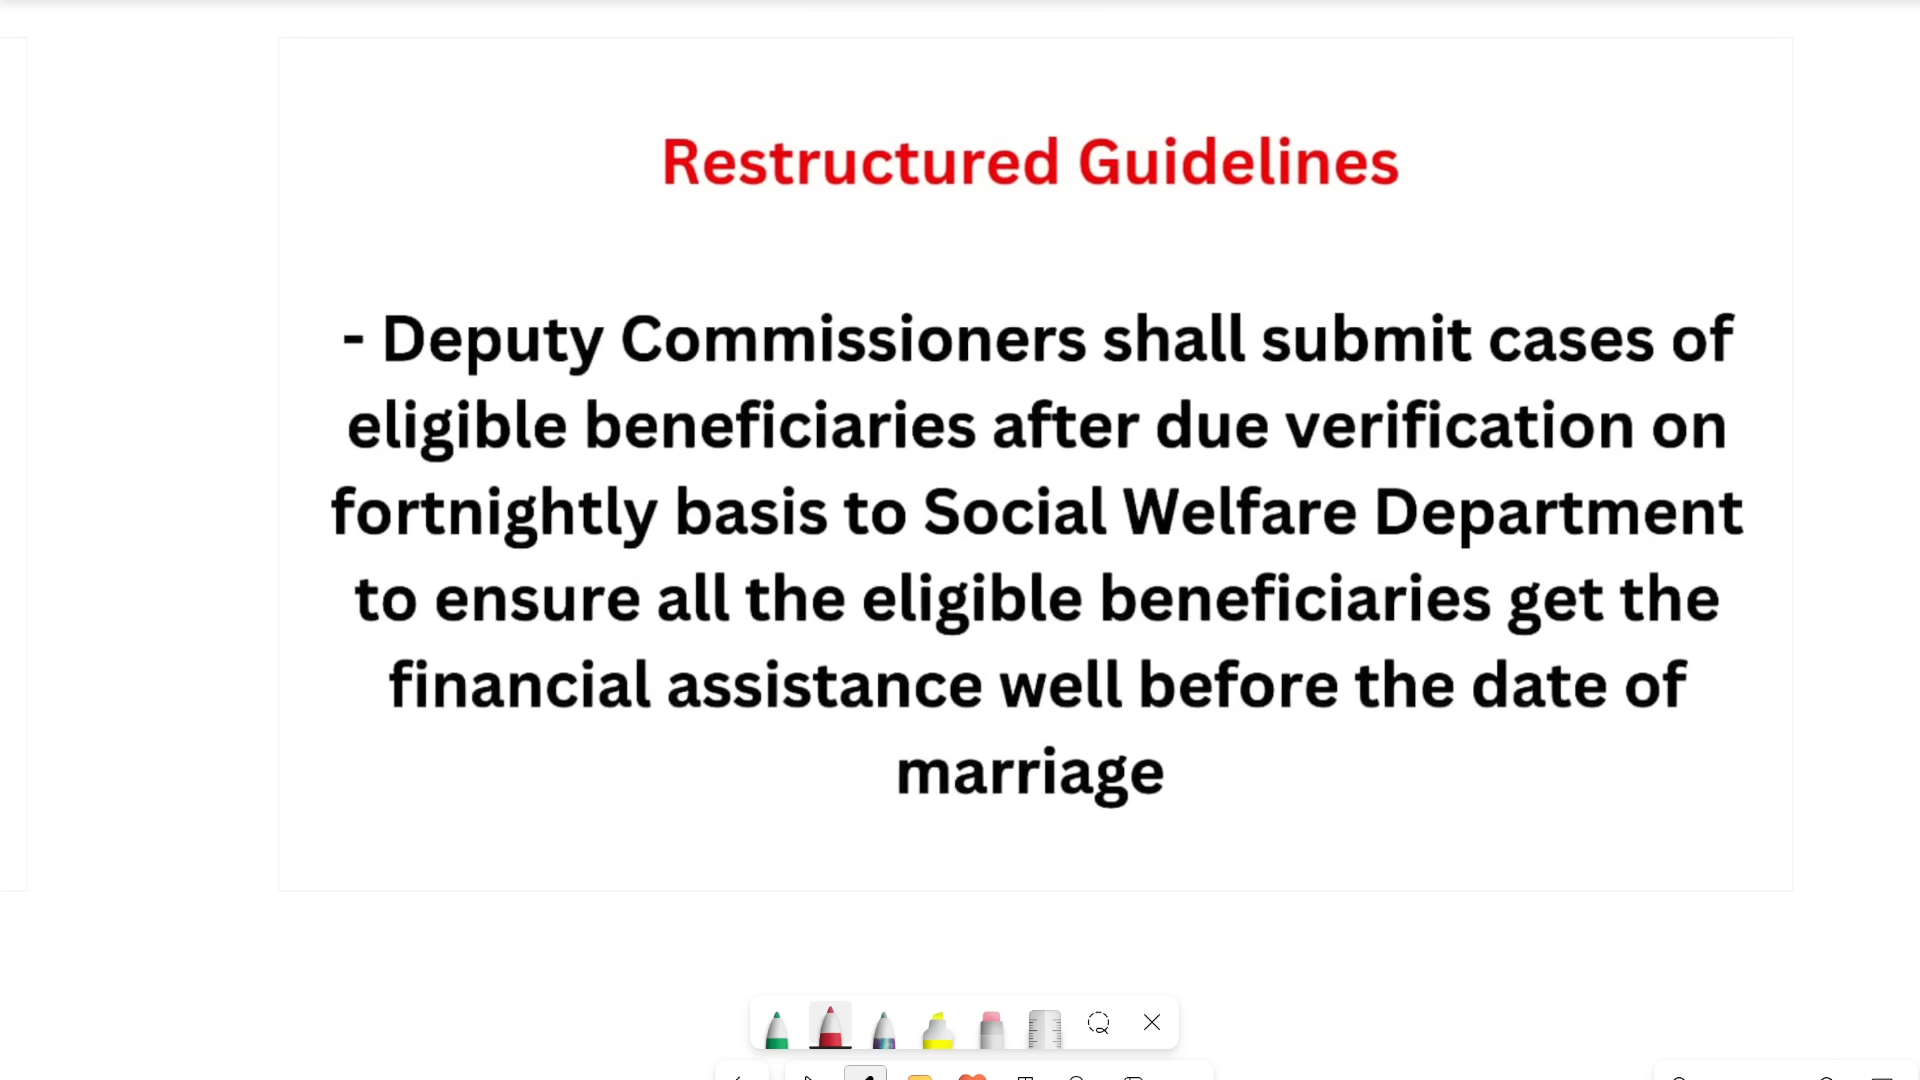 Restructured Guidelines
- Deputy Commissioners shall submit cases of
eligible beneficiaries after due verification on
fortnightly basis to Social Welfare Department
to ensure all the eligible beneficiaries get the
financial assistance well before the date of
marriage